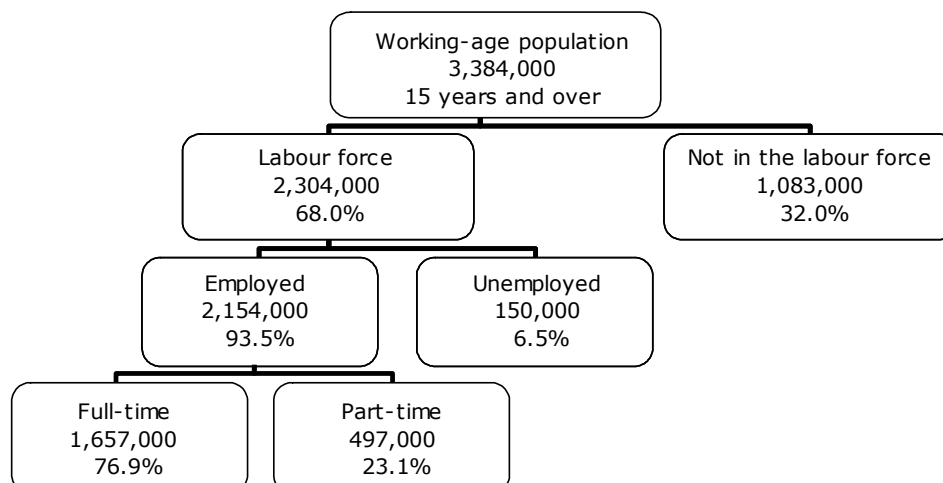 Working-age population
3,384,000
15 years and over
Labour force
2,304,000
68.0%
Not in the labour force
1,083,000
32.0%
Employed
2,154,000
93.5%
Unemployed
150,000
6.5%
Full-time
1,657,000
76.9%
Part-time
497,000
23.1%